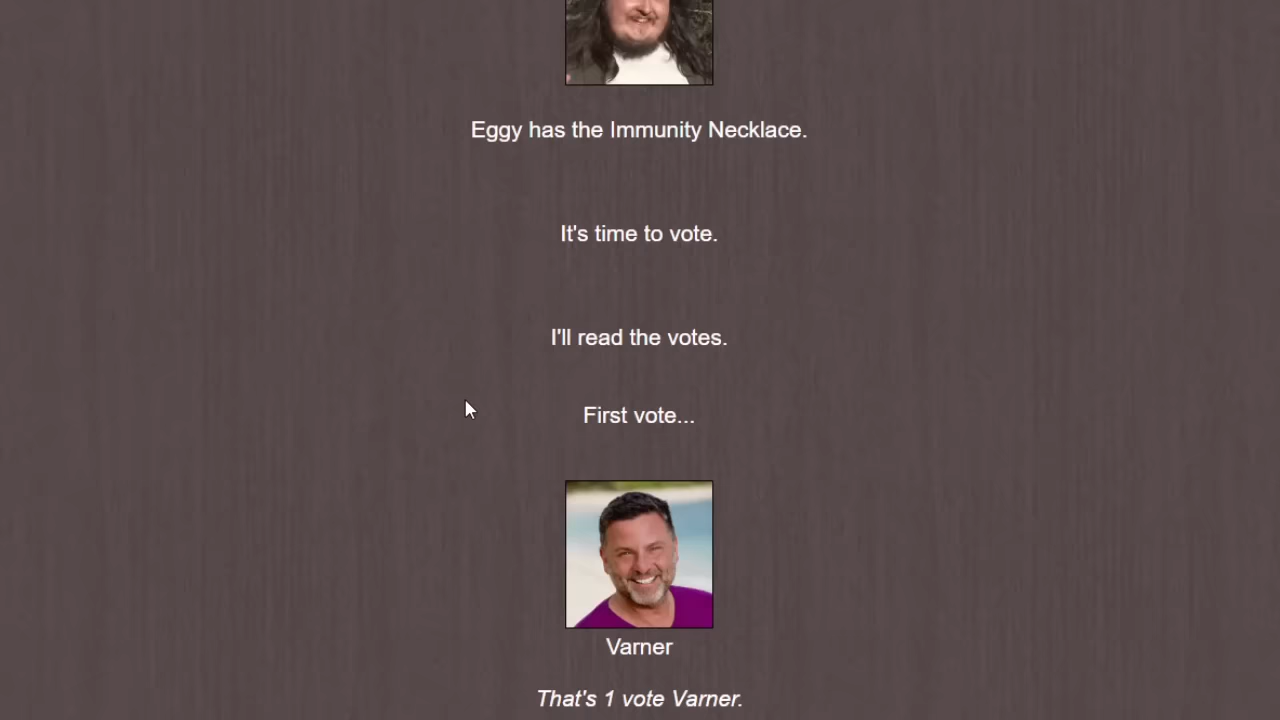 Eggy has the Immunity Necklace.
It's time to vote.
I'll read the votes.
First vote...
Varner
That's 1 vote Varner.